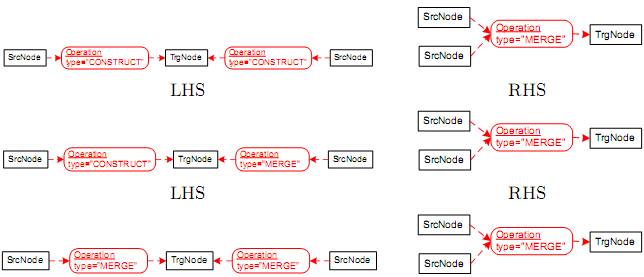 SrcNode
Operation
type="CONSTRUCT"
TrgNode
Operation
type="CONSTRUCT"
SrcNode
LHS
SrcNode
SrcNode
Operation
type="MERGE"
TrgNode
RHS
SrcNode
Operation
type="CONSTRUCT"
TrgNode
Operation
type="MERGE"
SrcNode
LHS
SrcNode
SrcNode
Operation
type="MERGE"
TrgNode
RHS
SrcNode
Operation
type="MERGE"
TrgNode
Operation
type="MERGE"
SrcNode
SrcNode
SrcNode
Operation
type="MERGE"
TrgNode